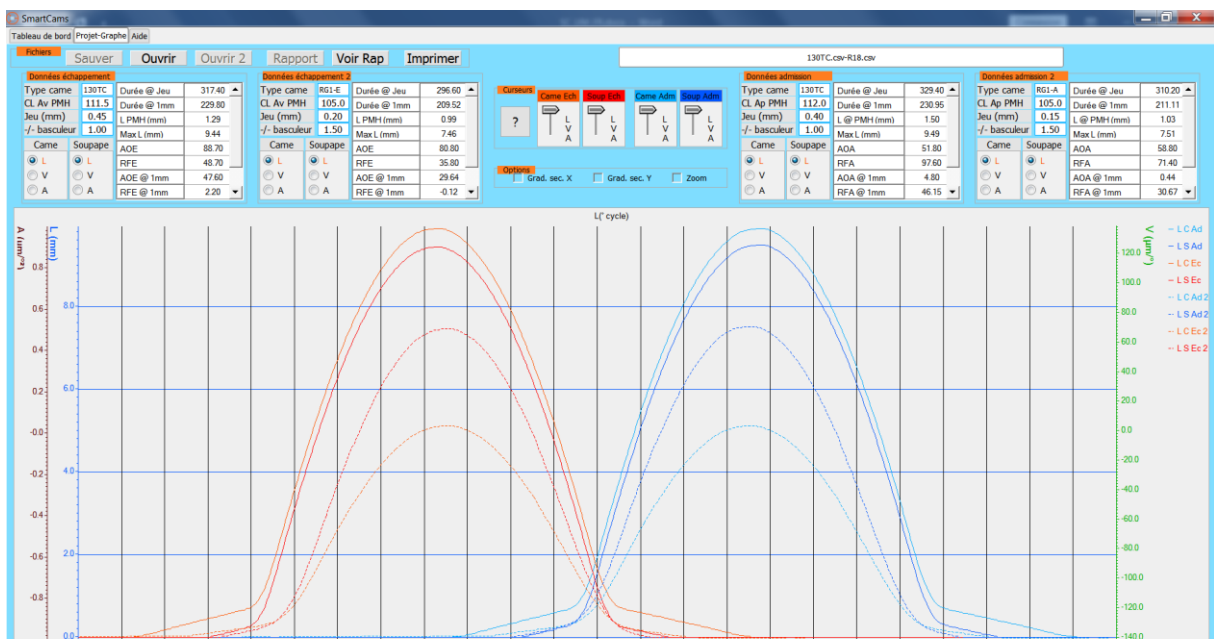 SmartCams
Tableau de bord Projet-Graphe Aide
Fichiers
Sauver Ouvrir Ouvrir 2 Rapport Voir Rap Imprimer
130TC.csv-R18.csv
Données échappement
Type came 130TC Durée @ Jeu 317.40
CL Av PMH 111.5 Durée @ 1mm 229.80
Jeu (mm) 0.45 L PMH (mm) 1.29
-/- basculeur 1.00 Max L (mm) 9.44
Came Soupape AOE 88.70
L L RFE 48.70
V V AOE @ 1mm 47.60
A A RFE @ 1mm 2.20
Données échappement 2
Type came RG1-E Durée @ Jeu 296.60
CL Av PMH 105.0 Durée @ 1mm 209.52
Jeu (mm) 0.20 L PMH (mm) 0.99
-/- basculeur 1.50 Max L (mm) 7.46
Came Soupape AOE 80.80
L L RFE 35.80
V V AOE @ 1mm 29.64
A A RFE @ 1mm -0.12
Curseurs
?
Came Ech Soup Ech Came Adm Soup Adm
L L L L
V V V V
A A A A
Options
Grad. sec. X Grad. sec. Y Zoom
Données admission
Type came 130TC Durée @ Jeu 329.40
CL Ap PMH 112.0 Durée @ 1mm 230.95
Jeu (mm) 0.40 L @ PMH (mm) 1.50
-/- basculeur 1.00 Max L (mm) 9.49
Came Soupape AOA 51.80
L L RFA 97.60
V V AOA @ 1mm 4.80
A A RFA @ 1mm 46.15
Données admission 2
Type came RG1-A Durée @ Jeu 310.20
CL Ap PMH 105.0 Durée @ 1mm 211.11
Jeu (mm) 0.15 L @ PMH (mm) 1.03
-/- basculeur 1.50 Max L (mm) 7.51
Came Soupape AOA 58.80
L L RFA 71.40
V V AOA @ 1mm 0.44
A A RFA @ 1mm 30.67
L(° cycle)
A (µm/°²)
0.8
0.6
0.4
0.2
-0.0
-0.2
-0.4
-0.6
-0.8
L (mm)
8.0
6.0
4.0
2.0
0.0
V (µm/°)
120.0
100.0
80.0
60.0
40.0
20.0
0.0
-20.0
-40.0
-60.0
-80.0
-100.0
-120.0
-140.0
L C Ad
L S Ad
L C Ec
L S Ec
L C Ad 2
L S Ad 2
L C Ec 2
L S Ec 2